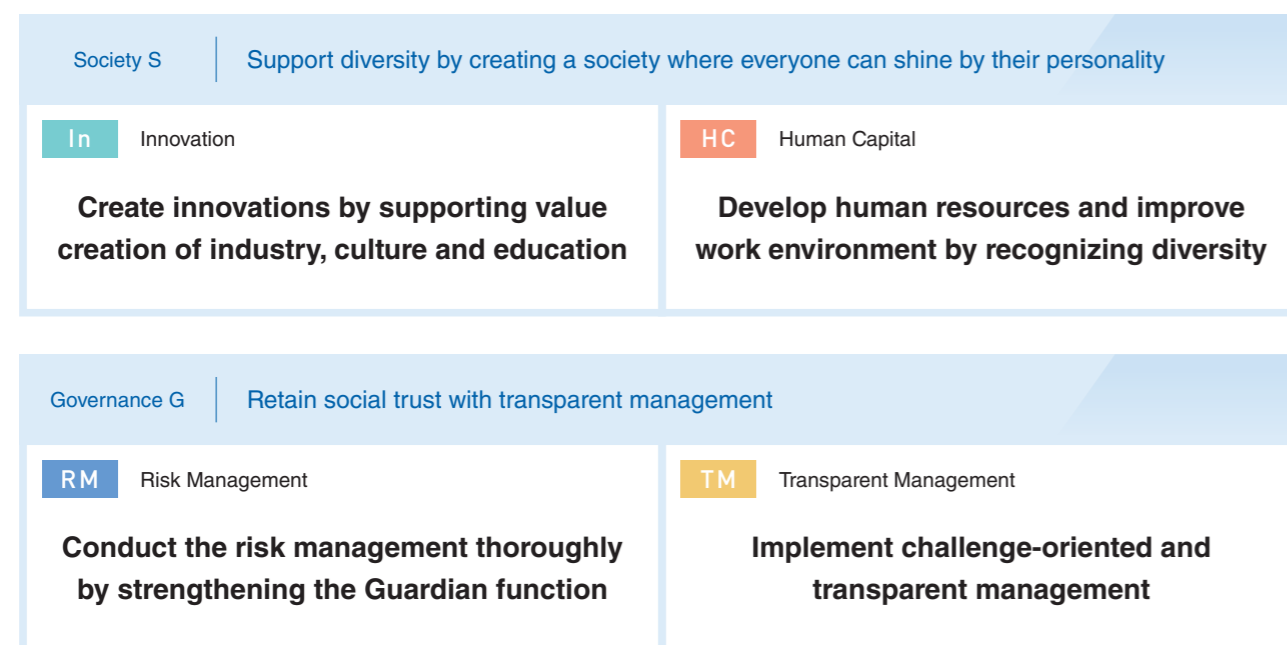 Society S
Support diversity by creating a society where everyone can shine by their personality
In
Innovation
Create innovations by supporting value
creation of industry, culture and education
HC
Human Capital
Develop human resources and improve
work environment by recognizing diversity
Governance G
Retain social trust with transparent management
RM
Risk Management
Conduct the risk management thoroughly
by strengthening the Guardian function
TM
Transparent Management
Implement challenge-oriented and
transparent management